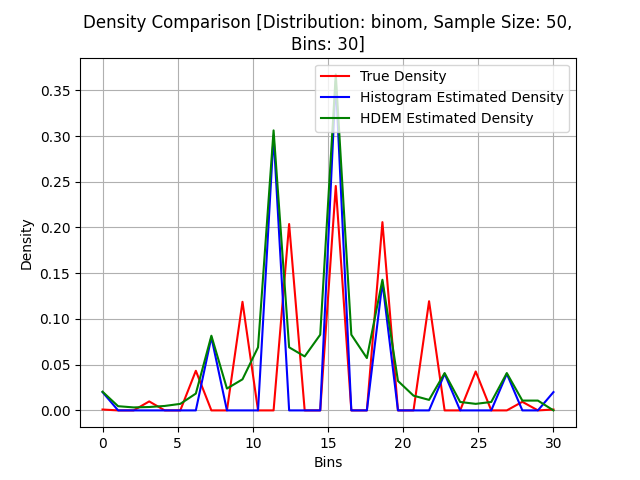 Density Comparison [Distribution: binom, Sample Size: 50,
Bins: 30]
True Density
Histogram Estimated Density
HDEM Estimated Density
Density
0.35
0.30
0.25
0.20
0.15
0.10
0.05
0.00
0 5 10 15 20 25 30
Bins